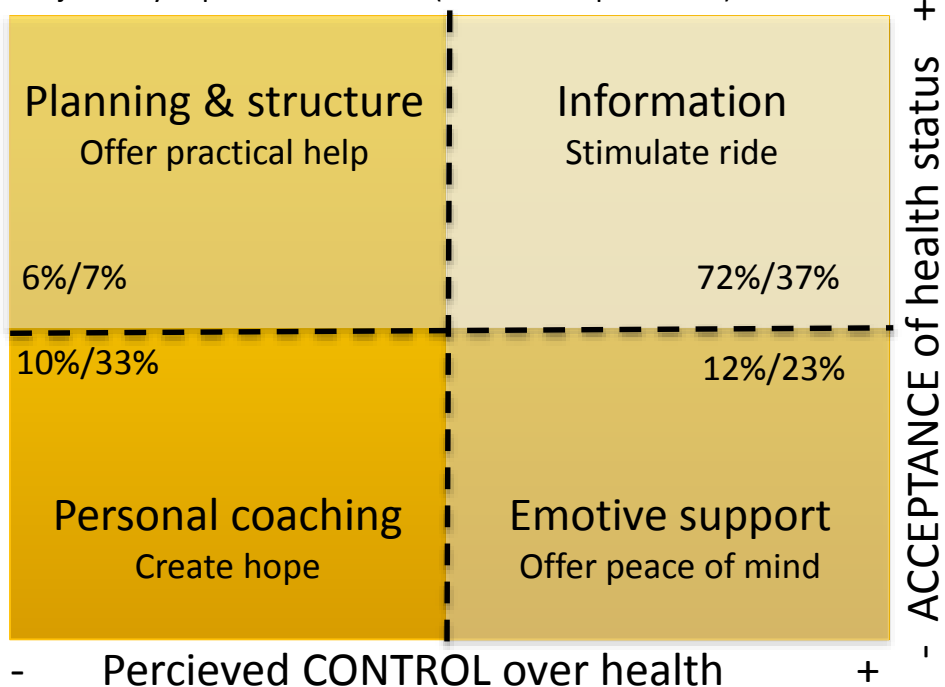 Planning & structure
Offer practical help
6%/7%
Information
Stimulate ride
72%/37%
10%/33%
Personal coaching
Create hope
12%/23%
Emotive support
Offer peace of mind
- Percieved CONTROL over health +
- ACCEPTANCE of health status +